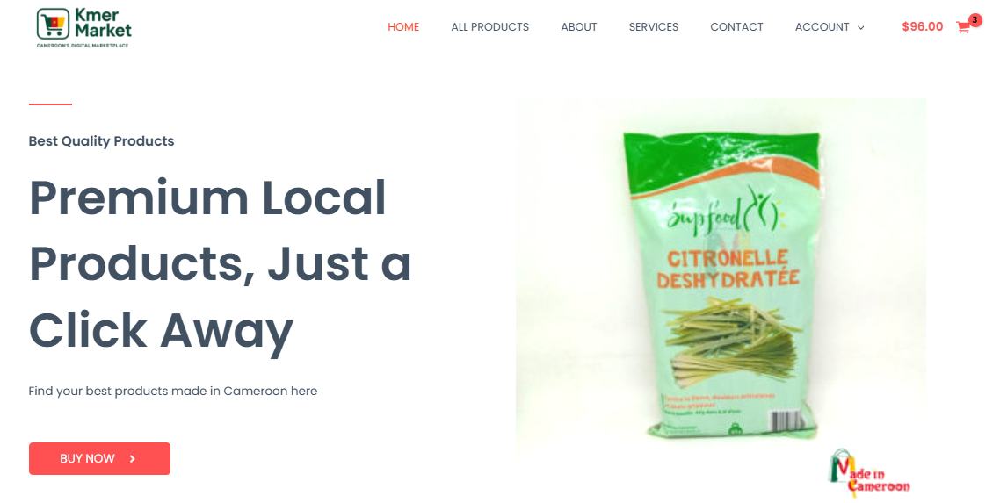 Kmer
Market
CAMEROON'S DIGITAL MARKETPLACE
HOME
ALL PRODUCTS
ABOUT
SERVICES
CONTACT
ACCOUNT
$96.00
3
Best Quality Products
Premium Local
Products, Just a
Click Away
Find your best products made in Cameroon here
BUY NOW
Supfood
CITRONELLE
DESHYDRATÉE
Made in
Cameroon